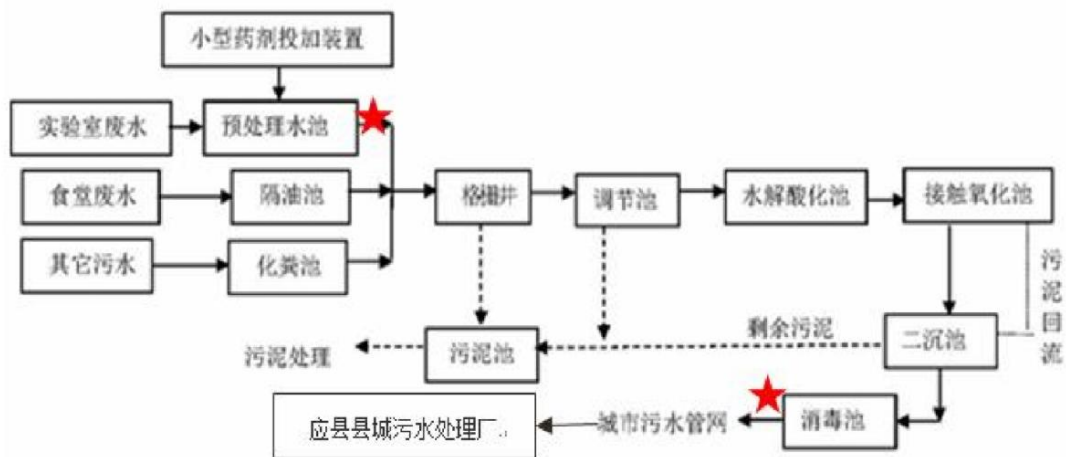 小型药剂投加装置
实验室废水
预处理水池
食堂废水
隔油池
格栅井
调节池
水解酸化池
接触氧化池
其它污水
化粪池
污泥回流
污泥处理
污泥池
剩余污泥
二沉池
应县县城污水处理厂
城市污水管网
消毒池